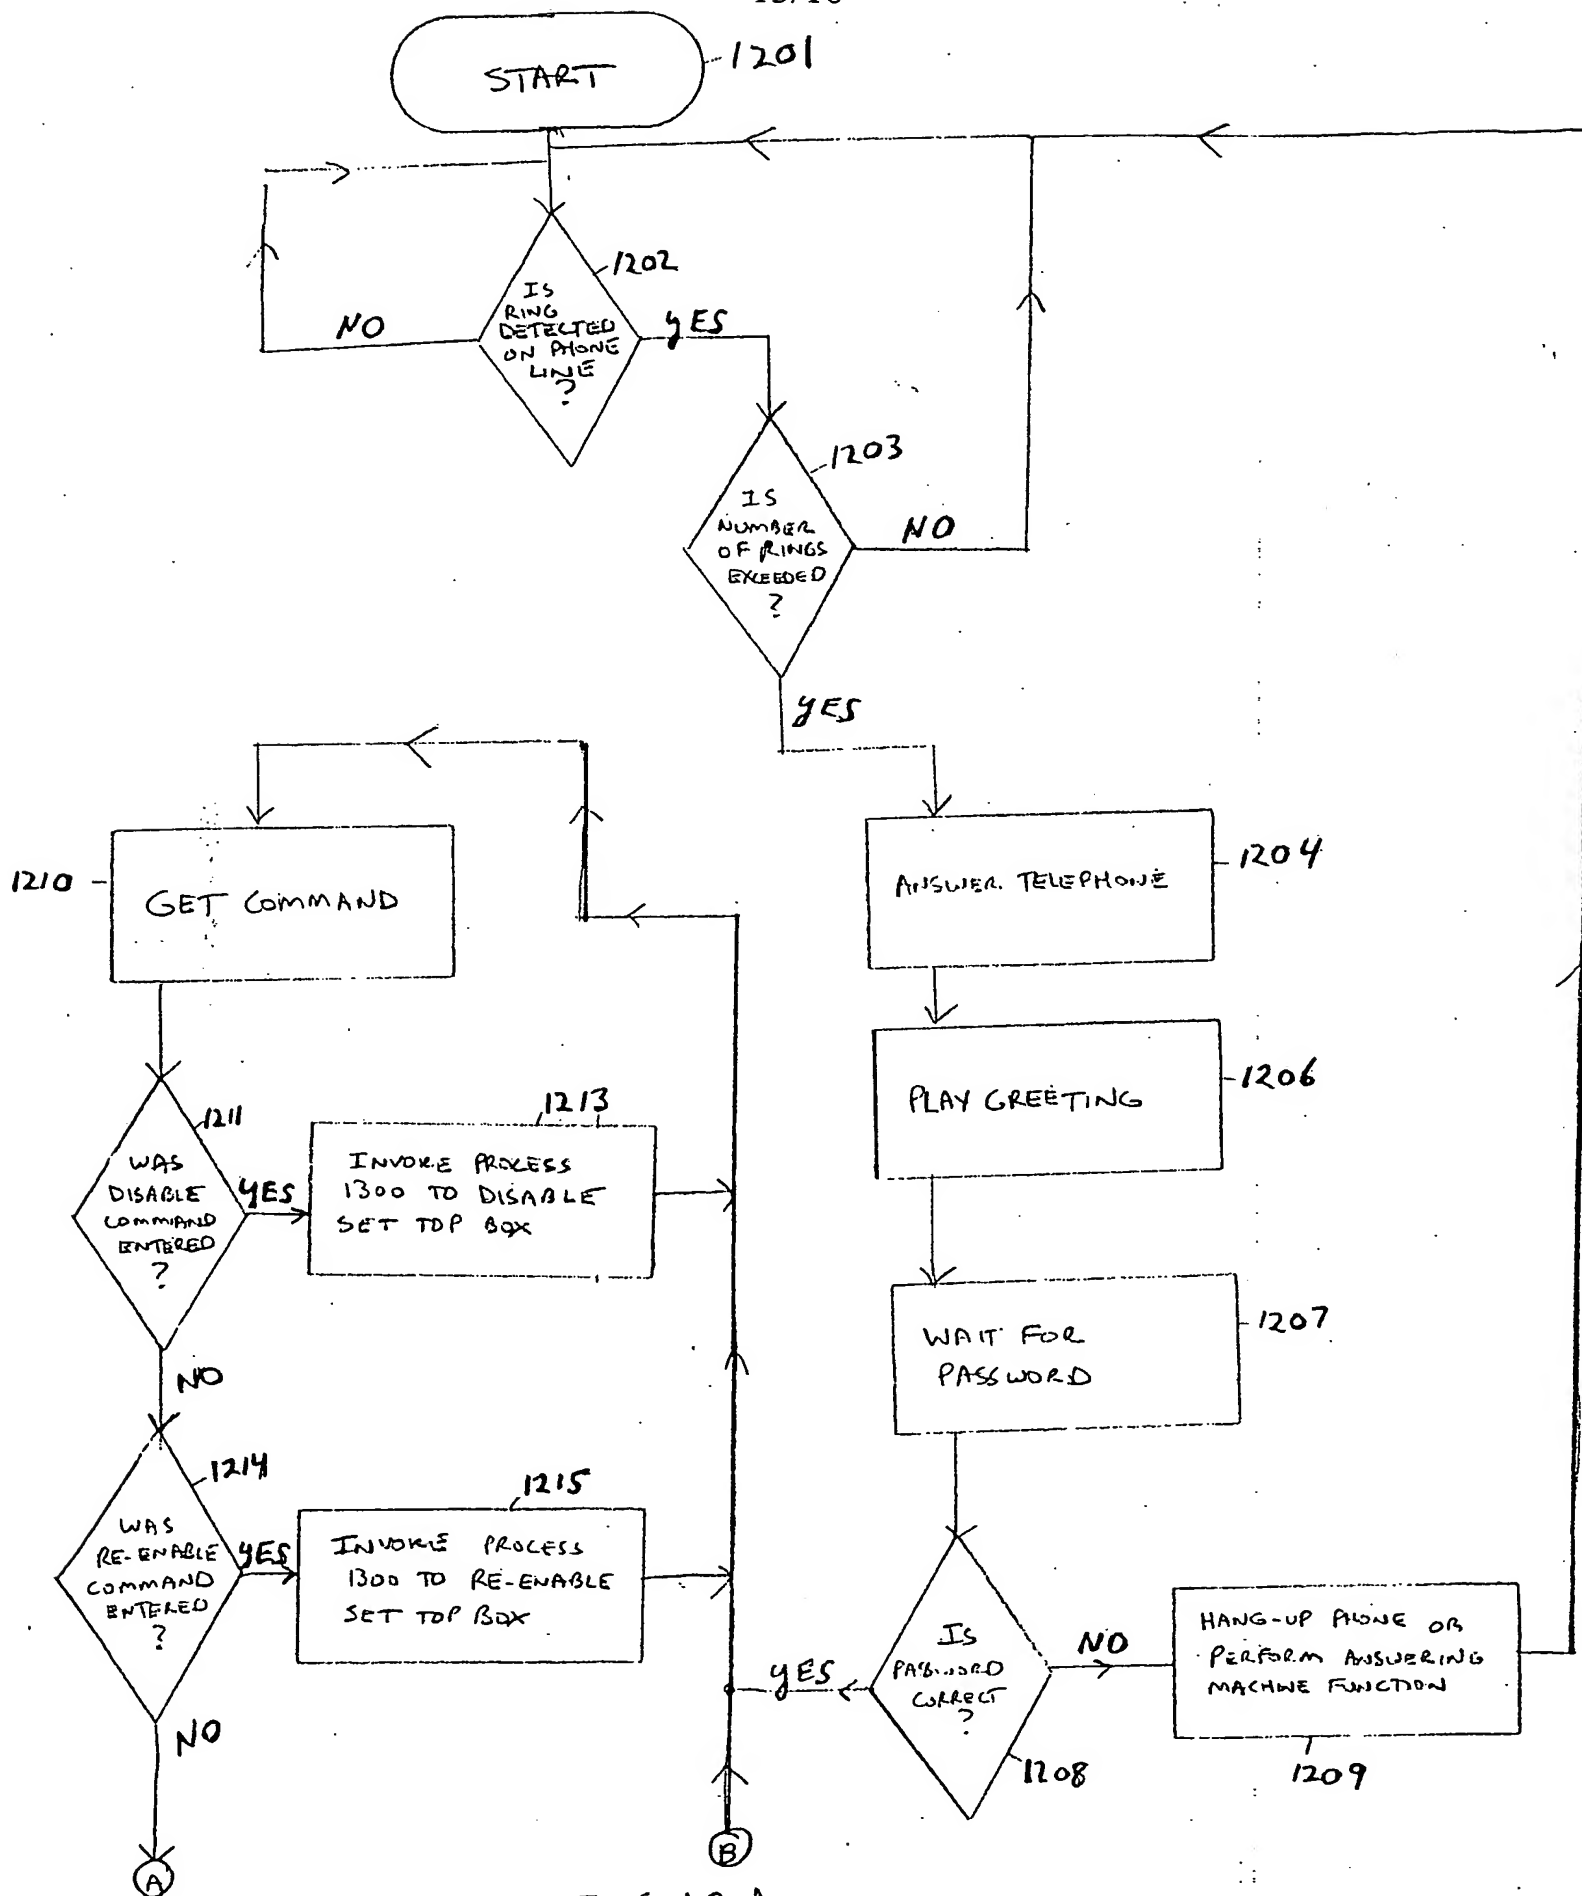 START
1201
1202
IS
RING
DETECTED
ON PHONE
LINE
?
NO
YES
1203
IS
NUMBER
OF RINGS
EXCEEDED
?
NO
YES
1204
ANSWER TELEPHONE
1206
PLAY GREETING
1207
WAIT FOR
PASSWORD
IS
PASSWORD
CORRECT
?
1208
NO
HANG-UP PHONE OR
PERFORM ANSWERING
MACHINE FUNCTION
1209
YES
1210
GET COMMAND
1211
WAS
DISABLE
COMMAND
ENTERED
?
YES
1213
INVOKE PROCESS
1300 TO DISABLE
SET TOP BOX
NO
1214
WAS
RE-ENABLE
COMMAND
ENTERED
?
YES
1215
INVOKE PROCESS
1300 TO RE-ENABLE
SET TOP BOX
NO
A
B